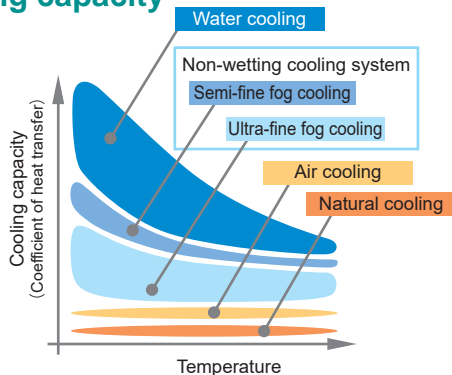 ng capacity
Water cooling
Non-wetting cooling system
Semi-fine fog cooling
Ultra-fine fog cooling
Air cooling
Natural cooling
Cooling capacity
(Coefficient of heat transfer)
Temperature